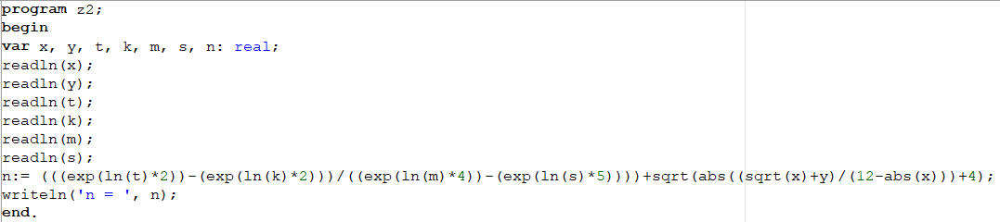 program z2;
begin
var x, y, t, k, m, s, n: real;
readln(x);
readln(y);
readln(t);
readln(k);
readln(m);
readln(s);
n:= (((exp(ln(t)*2))-(exp(ln(k)*2)))/((exp(ln(m)*4))-(exp(ln(s)*5))))+sqrt(abs((sqrt(x)+y)/(12-abs(x)))+4);
writeln('n = ', n);
end.